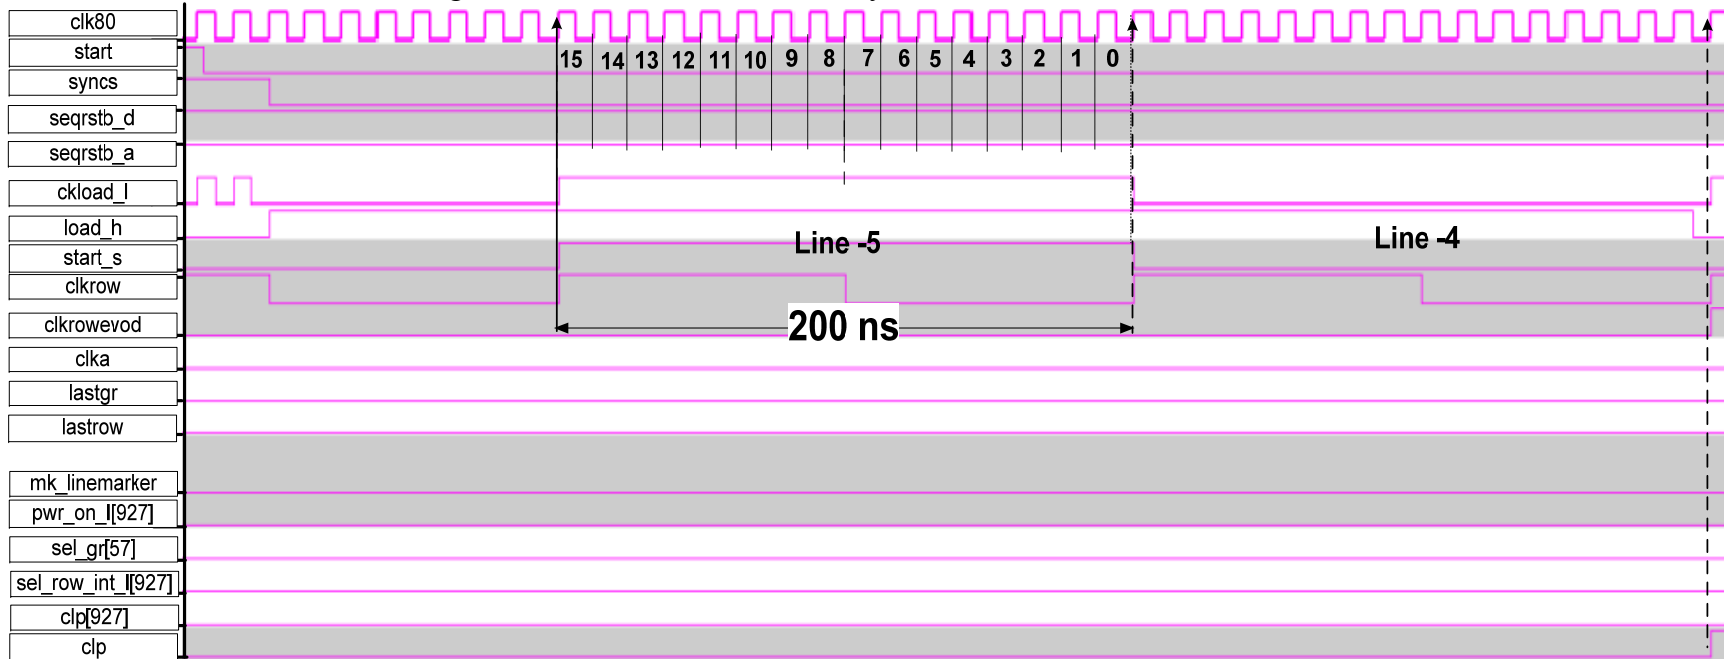 clk80
start
15 14 13 12 11 10 9 8 7 6 5 4 3 2 1 0
syncs
seqrstb_d
seqrstb_a
ckload_l
load_h
Line -5
Line -4
start_s
clkrow
clkrowevod
200 ns
clka
lastgr
lastrow
mk_linemarker
pwr_on_l[927]
sel_gr[57]
sel_row_int_l[927]
clp[927]
clp